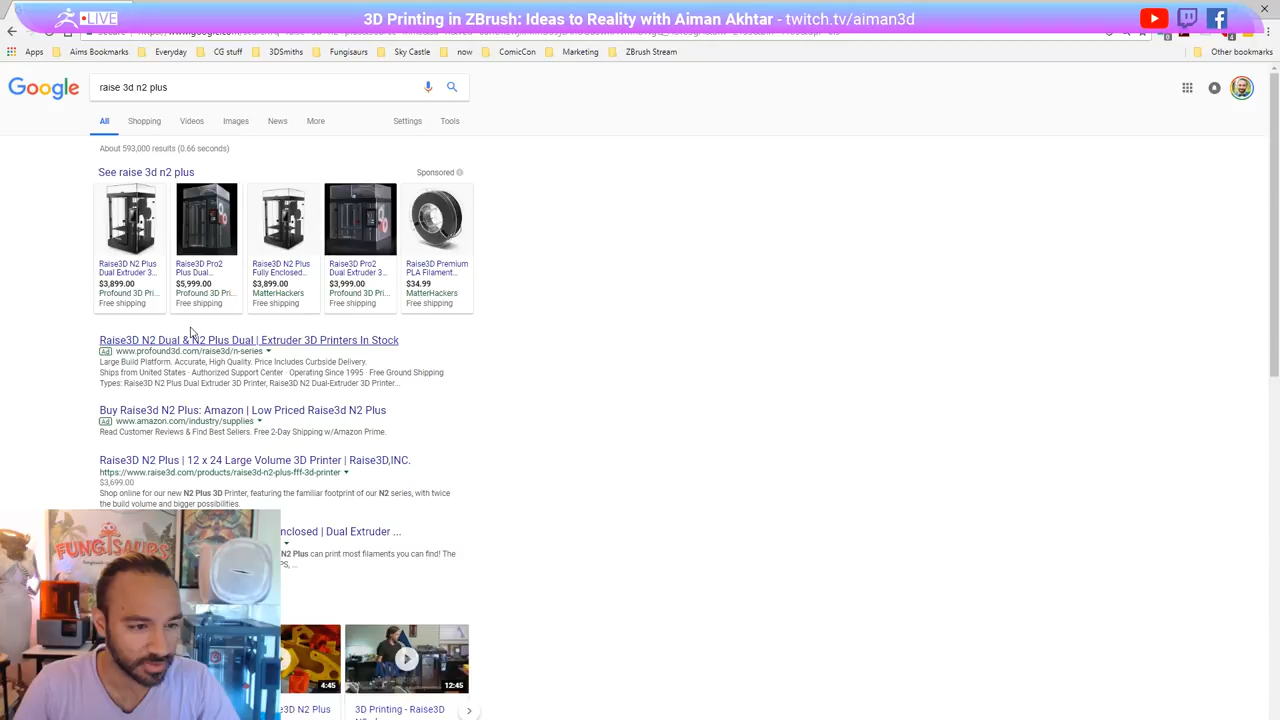 LIVE
3D Printing in ZBrush: Ideas to Reality with Aiman Akhtar - twitch.tv/aiman3d
Apps Aims Bookmarks Everyday CG stuff 3DSmiths Fungisaurs Sky Castle now ComicCon Marketing ZBrush Stream Other bookmarks
Google raise 3d n2 plus
All Shopping Videos Images News More Settings Tools
About 593,000 results (0.66 seconds)
See raise 3d n2 plus Sponsored
Raise3D N2 Plus
Dual Extruder 3...
$3,899.00
Profound 3D Pri...
Free shipping
Raise3D Pro2
Plus Dual...
$5,999.00
Profound 3D Pri...
Free shipping
Raise3D N2 Plus
Fully Enclosed...
$3,899.00
MatterHackers
Free shipping
Raise3D Pro2
Dual Extruder 3...
$3,999.00
Profound 3D Pri...
Free shipping
Raise3D Premium
PLA Filament...
$34.99
MatterHackers
Free shipping
Raise3D N2 Dual & N2 Plus Dual | Extruder 3D Printers In Stock
Ad www.profound3d.com/raise3d/n-series
Large Build Platform. Accurate, High Quality. Price Includes Curbside Delivery.
Ships from United States · Authorized Support Center · Operating Since 1995 · Free Ground Shipping
Types: Raise3D N2 Plus Dual Extruder 3D Printer, Raise3D N2 Dual-Extruder 3D Printer...
Buy Raise3d N2 Plus: Amazon | Low Priced Raise3d N2 Plus
Ad www.amazon.com/industry/supplies
Read Customer Reviews & Find Best Sellers. Free 2-Day Shipping w/Amazon Prime.
Raise3D N2 Plus | 12 x 24 Large Volume 3D Printer | Raise3D,INC.
https://www.raise3d.com/products/raise3d-n2-plus-fff-3d-printer
$3,699.00
Shop online for our new N2 Plus 3D Printer, featuring the familiar footprint of our N2 series, with twice
the build volume and bigger possibilities.
nclosed | Dual Extruder ...
N2 Plus can print most filaments you can find! The
PS, ...
FUNGISAURS
4:45
12:45
3D N2 Plus
3D Printing - Raise3D